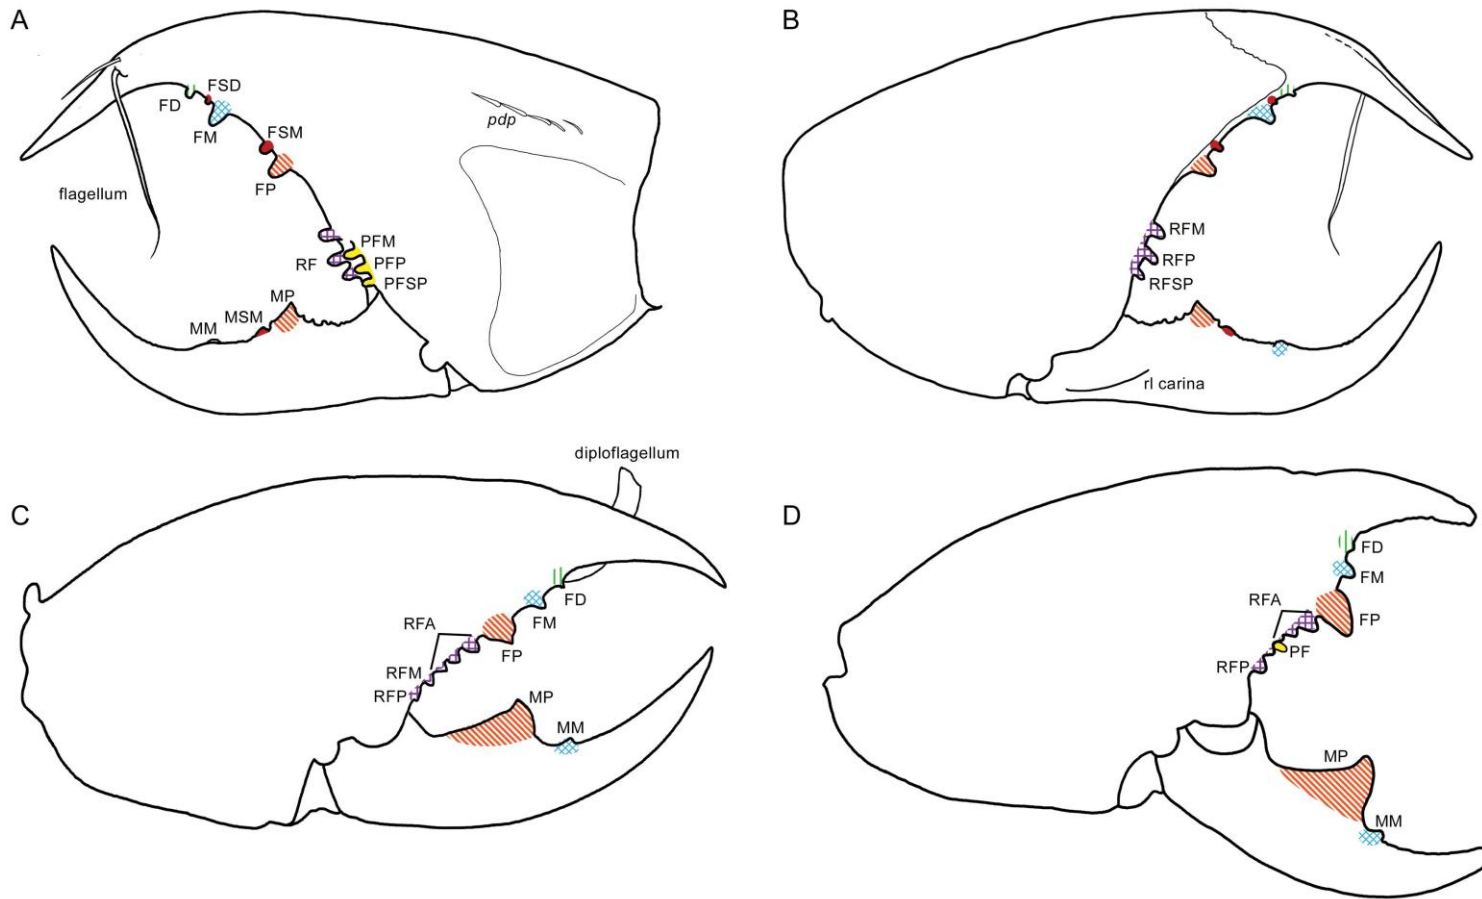 A
FSD
FD
FM
FSM
FP
flagellum
pdp
PFM
RF
PFP
PFSP
MP
MSM
MM
B
RFM
RFP
RFSP
rl carina
C
diploflagellum
FD
FM
RFA
FP
RFM
RFP
MP
MM
D
FD
FM
RFA
FP
PF
RFP
MP
MM